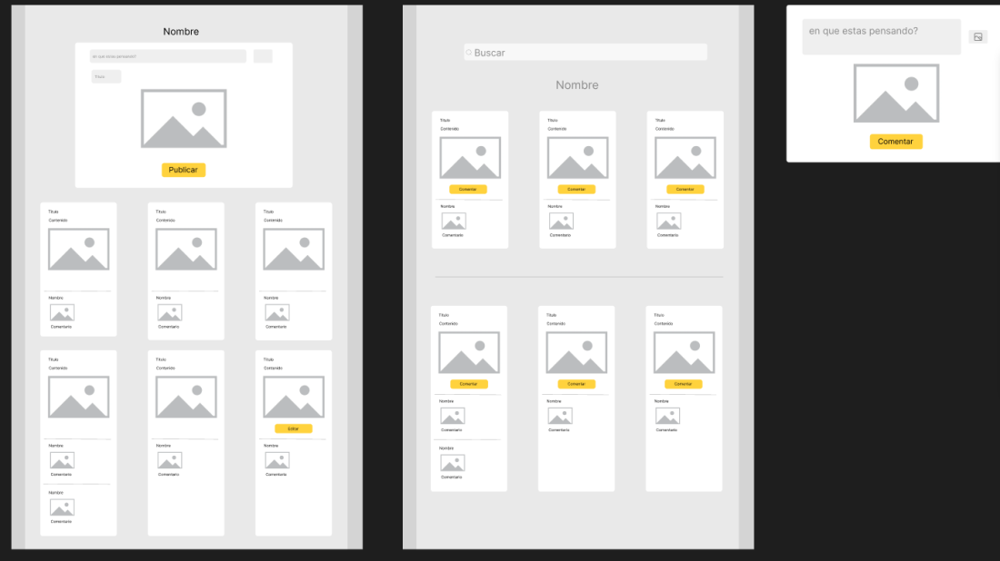 Nombre
en que estas pensando?
Titulo
Publicar
Titulo
Contenido
Nombre
Comentario
Titulo
Contenido
Nombre
Comentario
Titulo
Contenido
Nombre
Comentario
Titulo
Contenido
Nombre
Comentario
Nombre
Comentario
Titulo
Contenido
Nombre
Comentario
Titulo
Contenido
Editar
Nombre
Comentario
Buscar
Nombre
Titulo
Contenido
Comentar
Nombre
Comentario
Titulo
Contenido
Comentar
Nombre
Comentario
Titulo
Contenido
Comentar
Nombre
Comentario
Titulo
Contenido
Comentar
Nombre
Comentario
Nombre
Comentario
Titulo
Contenido
Comentar
Nombre
Comentario
Titulo
Contenido
Comentar
Nombre
Comentario
en que estas pensando?
Comentar